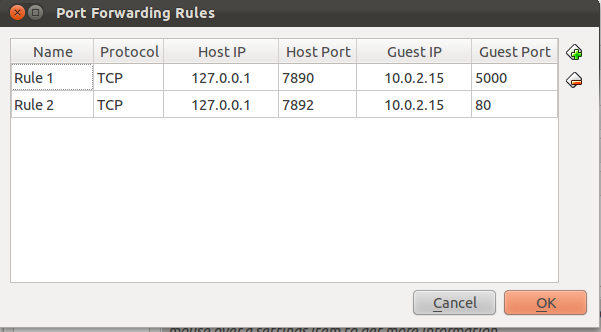 Port Forwarding Rules
Name Protocol Host IP Host Port Guest IP Guest Port
Rule 1 TCP 127.0.0.1 7890 10.0.2.15 5000
Rule 2 TCP 127.0.0.1 7892 10.0.2.15 80
Cancel OK
mouse over a settings item to get more information